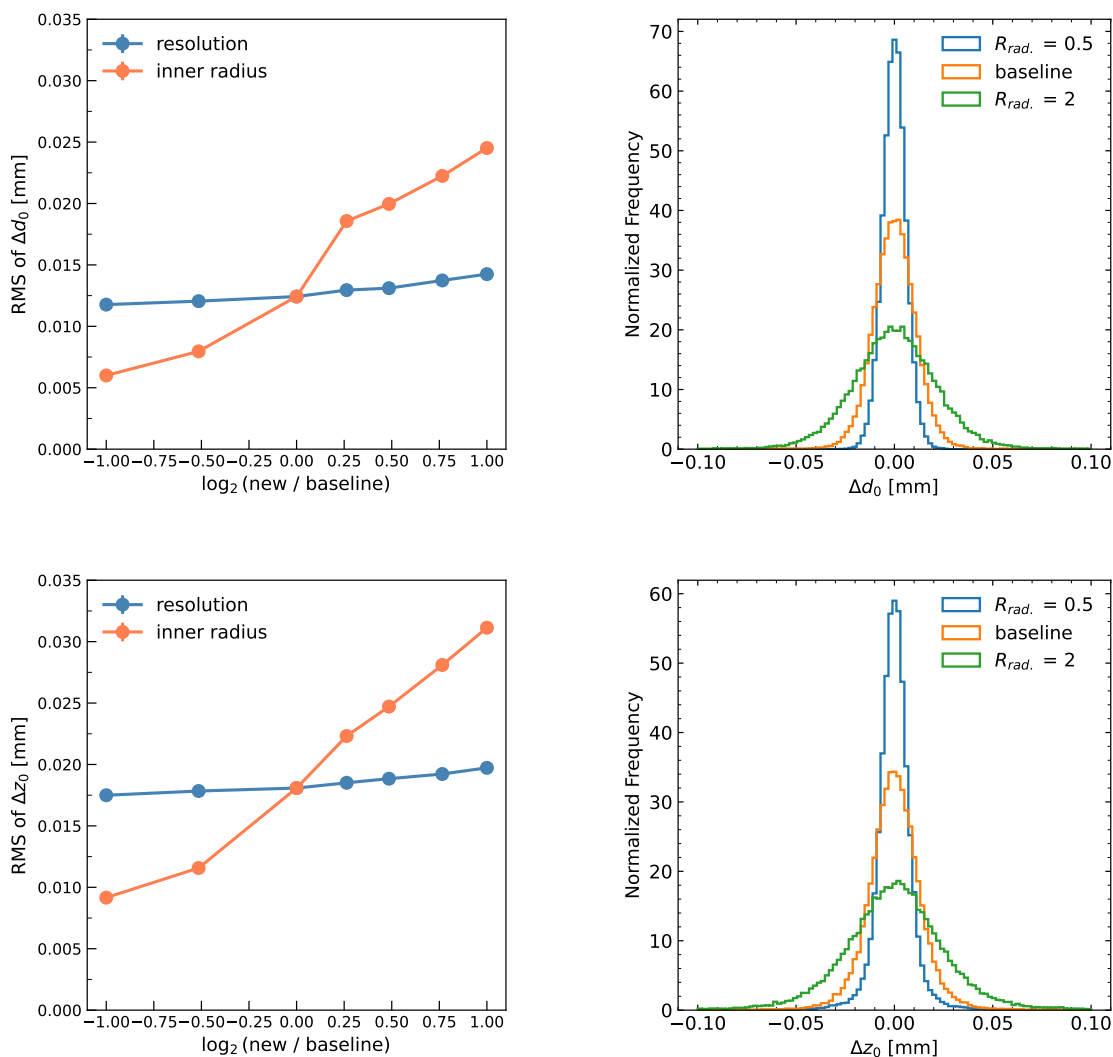 0.035
0.030
0.025
0.020
0.015
0.010
0.005
0.000
RMS of Δd₀ [mm]
resolution
inner radius
−1.00 −0.75 −0.50 −0.25 0.00 0.25 0.50 0.75 1.00
log₂ (new / baseline)
70
60
50
40
30
20
10
0
Normalized Frequency
R_rad. = 0.5
baseline
R_rad. = 2
−0.10 −0.05 0.00 0.05 0.10
Δd₀ [mm]
0.035
0.030
0.025
0.020
0.015
0.010
0.005
0.000
RMS of Δz₀ [mm]
resolution
inner radius
−1.00 −0.75 −0.50 −0.25 0.00 0.25 0.50 0.75 1.00
log₂ (new / baseline)
60
50
40
30
20
10
0
Normalized Frequency
R_rad. = 0.5
baseline
R_rad. = 2
−0.10 −0.05 0.00 0.05 0.10
Δz₀ [mm]